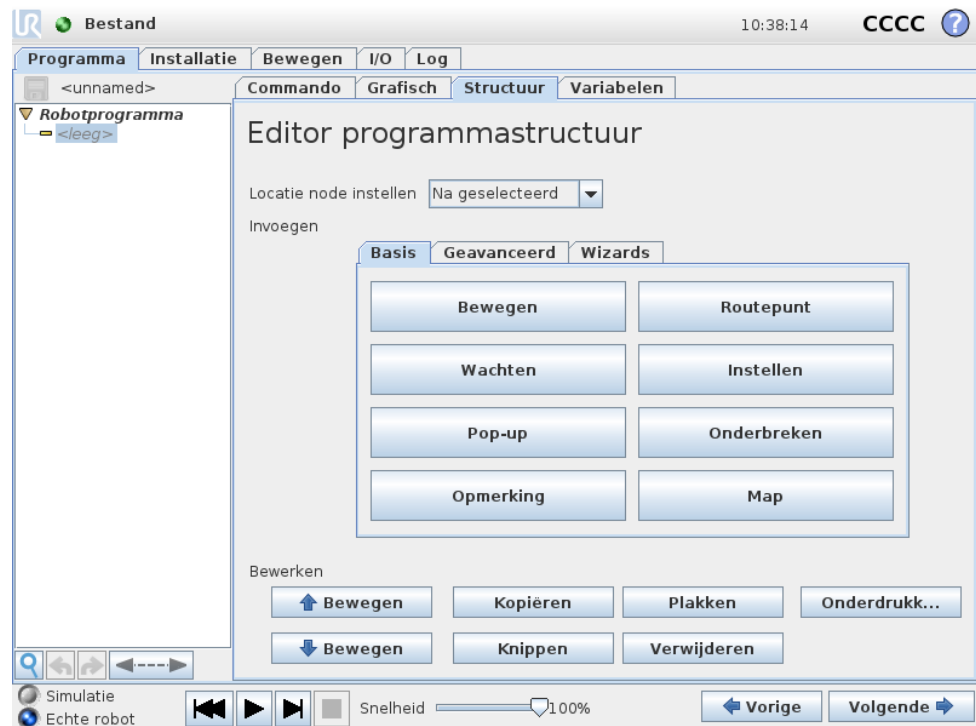 UR Bestand 10:38:14 CCCC ?
Programma Installatie Bewegen I/O Log
<unnamed>
Commando Grafisch Structuur Variabelen
Robotprogramma
<leeg>
Editor programmastructuur
Locatie node instellen Na geselecteerd
Invoegen
Basis Geavanceerd Wizards
Bewegen Routepunt
Wachten Instellen
Pop-up Onderbreken
Opmerking Map
Bewerken
Bewegen Kopiëren Plakken Onderdrukk...
Bewegen Knippen Verwijderen
Simulatie
Echte robot
Snelheid 100%
Vorige Volgende